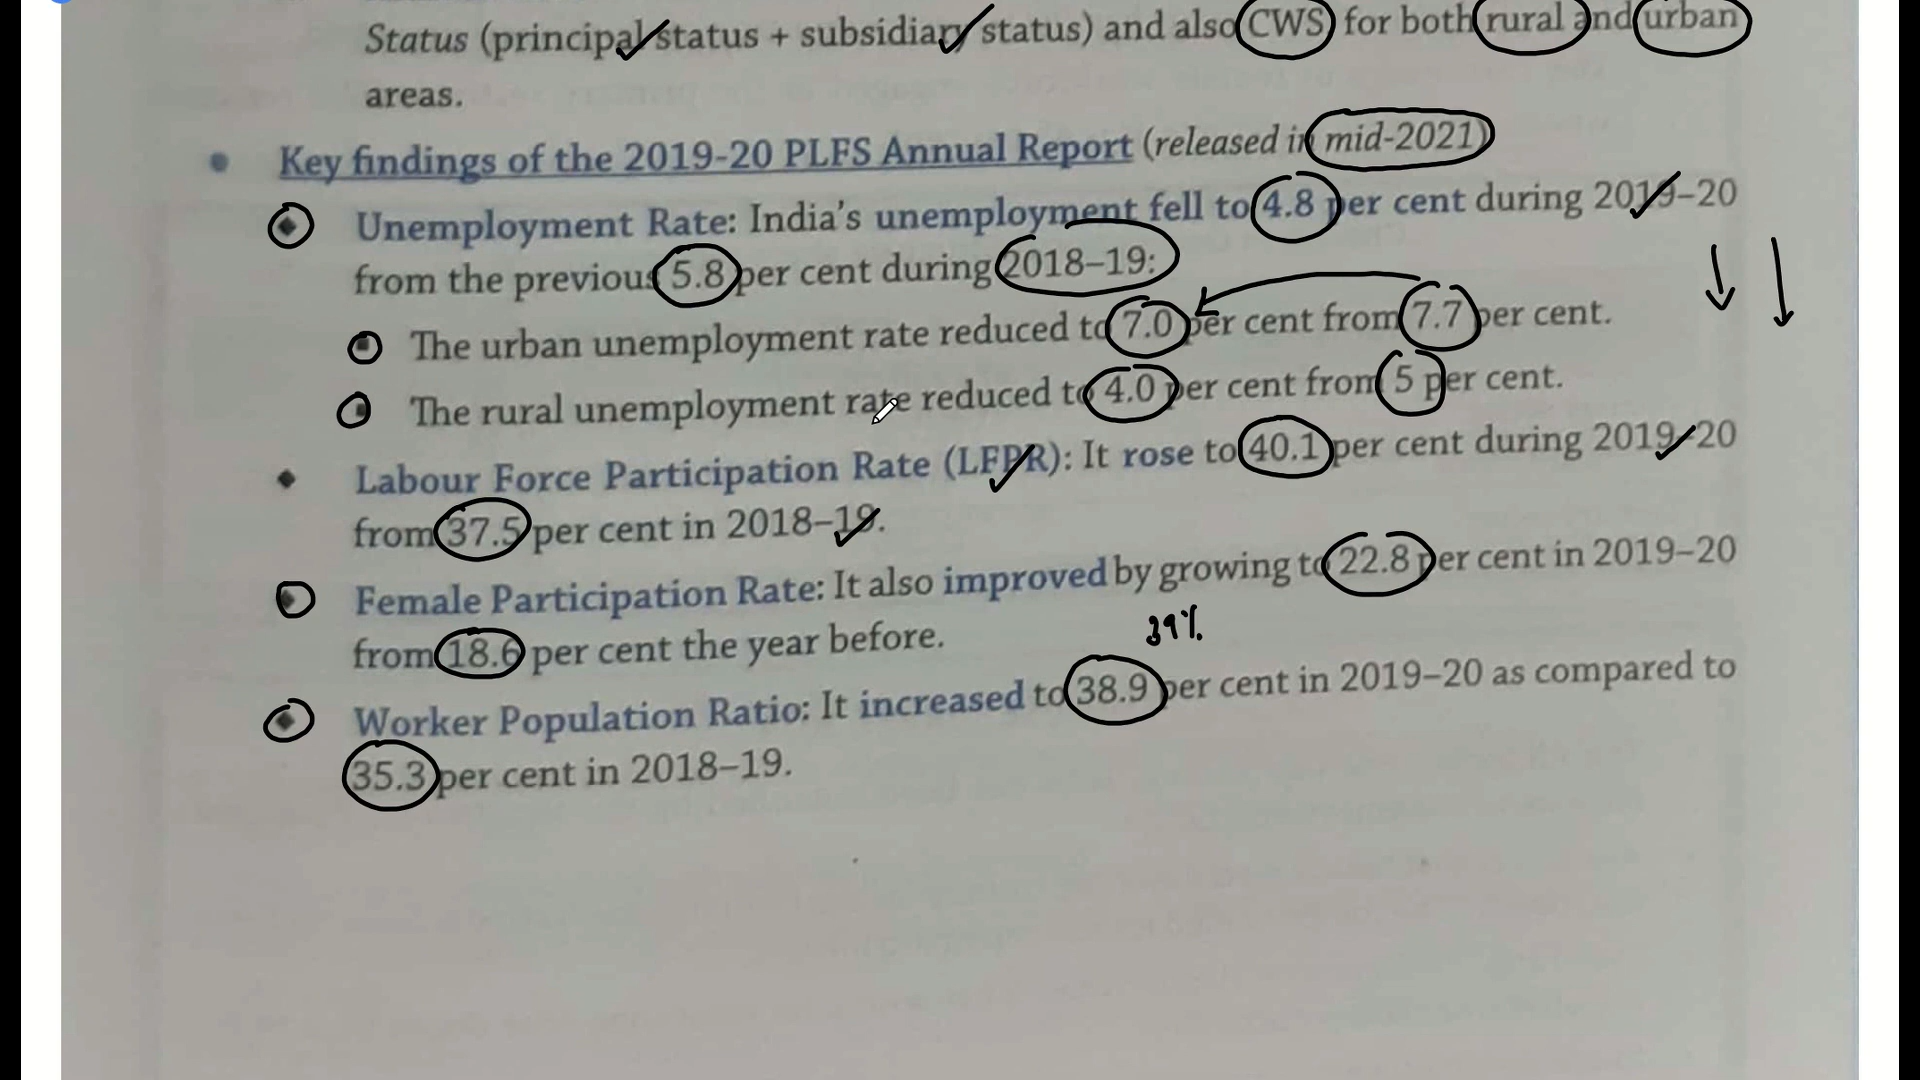 Status (principal status + subsidiary status) and also CWS for both rural and urban
areas.
Key findings of the 2019-20 PLFS Annual Report (released in mid-2021)
Unemployment Rate: India’s unemployment fell to 4.8 per cent during 2019–20
from the previous 5.8 per cent during 2018–19:
The urban unemployment rate reduced to 7.0 per cent from 7.7 per cent.
The rural unemployment rate reduced to 4.0 per cent from 5 per cent.
Labour Force Participation Rate (LFPR): It rose to 40.1 per cent during 2019–20
from 37.5 per cent in 2018–19.
Female Participation Rate: It also improved by growing to 22.8 per cent in 2019–20
from 18.6 per cent the year before.
39%
Worker Population Ratio: It increased to 38.9 per cent in 2019–20 as compared to
35.3 per cent in 2018–19.